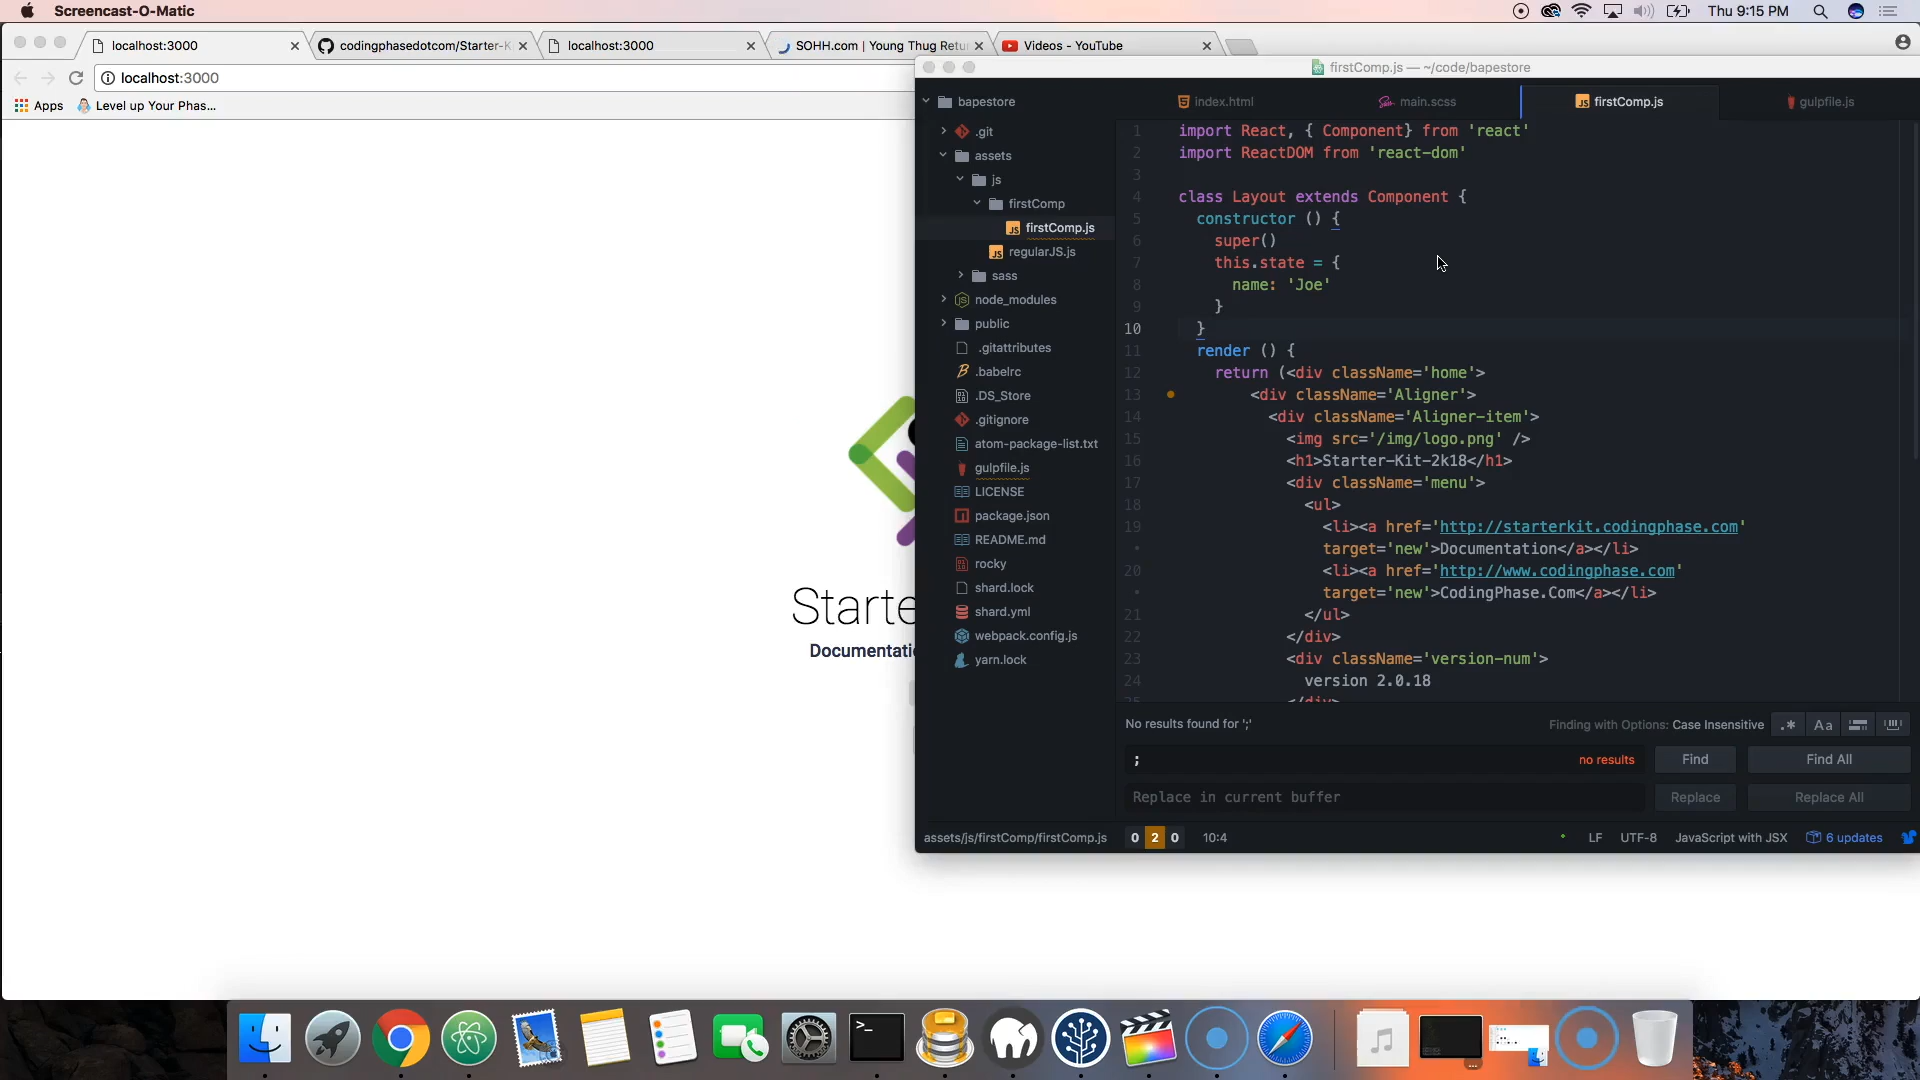 Screencast-O-Matic
Thu 9:15 PM
localhost:3000
codingphasedotcom/Starter-K
localhost:3000
SOHH.com | Young Thug Retu
Videos - YouTube
localhost:3000
Apps
Level up Your Phas...
Starte
Documentati
firstComp.js — ~/code/bapestore
bapestore
.git
assets
js
firstComp
firstComp.js
regularJS.js
sass
node_modules
public
.gitattributes
.babelrc
.DS_Store
.gitignore
atom-package-list.txt
gulpfile.js
LICENSE
package.json
README.md
rocky
shard.lock
shard.yml
webpack.config.js
yarn.lock
index.html
main.scss
firstComp.js
gulpfile.js
1 import React, { Component} from 'react'
2 import ReactDOM from 'react-dom'
3
4 class Layout extends Component {
5 constructor () {
6 super()
7 this.state = {
8 name: 'Joe'
9 }
10 }
11 render () {
12 return (<div className='home'>
13 <div className='Aligner'>
14 <div className='Aligner-item'>
15 <img src='/img/logo.png' />
16 <h1>Starter-Kit-2k18</h1>
17 <div className='menu'>
18 <ul>
19 <li><a href='http://starterkit.codingphase.com'
target='new'>Documentation</a></li>
20 <li><a href='http://www.codingphase.com'
target='new'>CodingPhase.Com</a></li>
21 </ul>
22 </div>
23 <div className='version-num'>
24 version 2.0.18
25 </div>
No results found for ';'
Finding with Options: Case Insensitive
.* Aa
;
no results
Find
Find All
Replace in current buffer
Replace
Replace All
assets/js/firstComp/firstComp.js
0 2 0
10:4
LF
UTF-8
JavaScript with JSX
6 updates